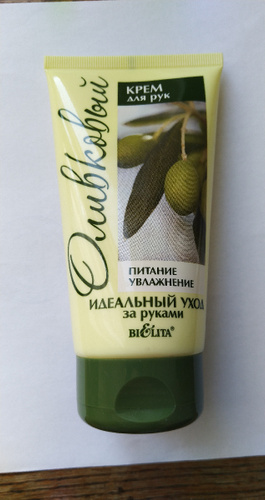 Оливковый
КРЕМ
для рук
ПИТАНИЕ
УВЛАЖНЕНИЕ
ИДЕАЛЬНЫЙ УХОД
за руками
BIELITA®